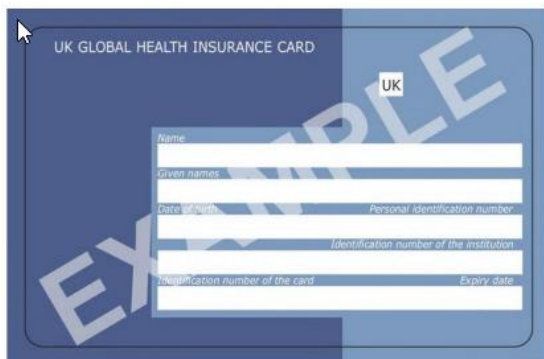 UK GLOBAL HEALTH INSURANCE CARD
UK
Name
Given names
Date of birth Personal identification number
Identification number of the institution
Identification number of the card Expiry date
EXAMPLE